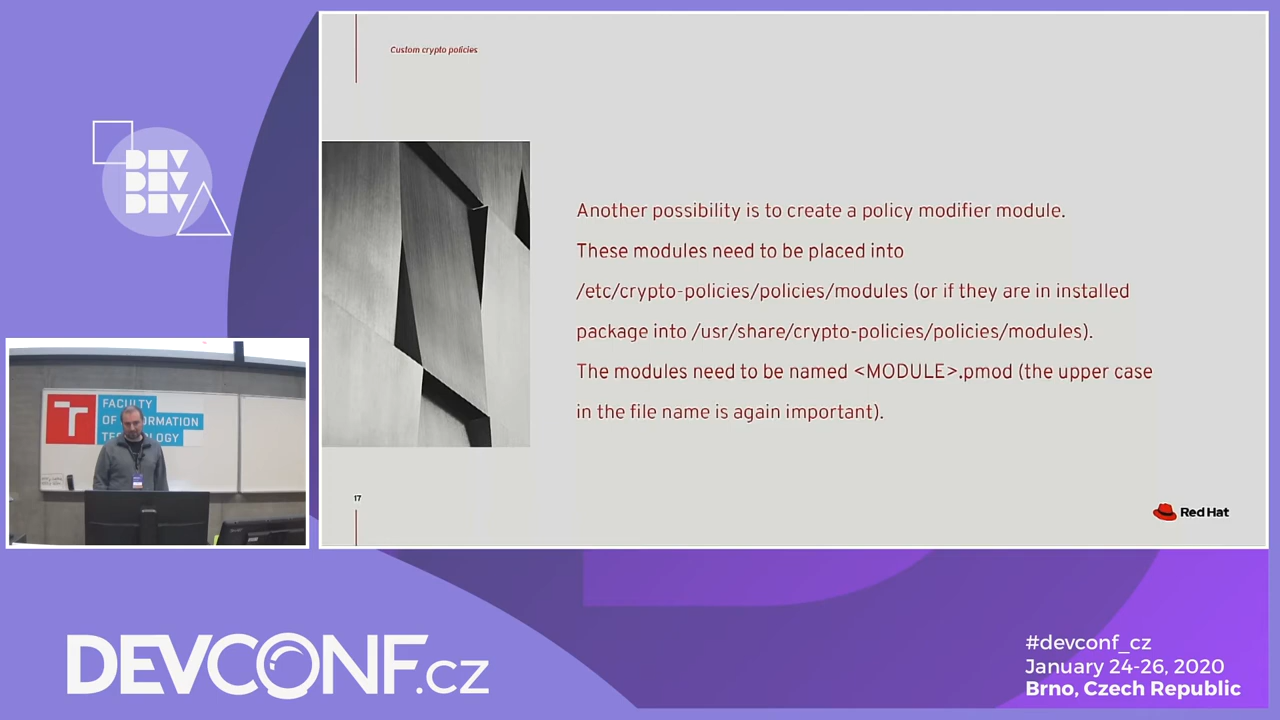 Custom crypto policies
Another possibility is to create a policy modifier module.
These modules need to be placed into
/etc/crypto-policies/policies/modules (or if they are in installed
package into /usr/share/crypto-policies/policies/modules).
The modules need to be named <MODULE>.pmod (the upper case
in the file name is again important).
17
Red Hat
DEV
DEV
DEV
T
FACULTY
OF INFORMATION
TECHNOLOGY
DEVCONF.cz
#devconf_cz
January 24-26, 2020
Brno, Czech Republic